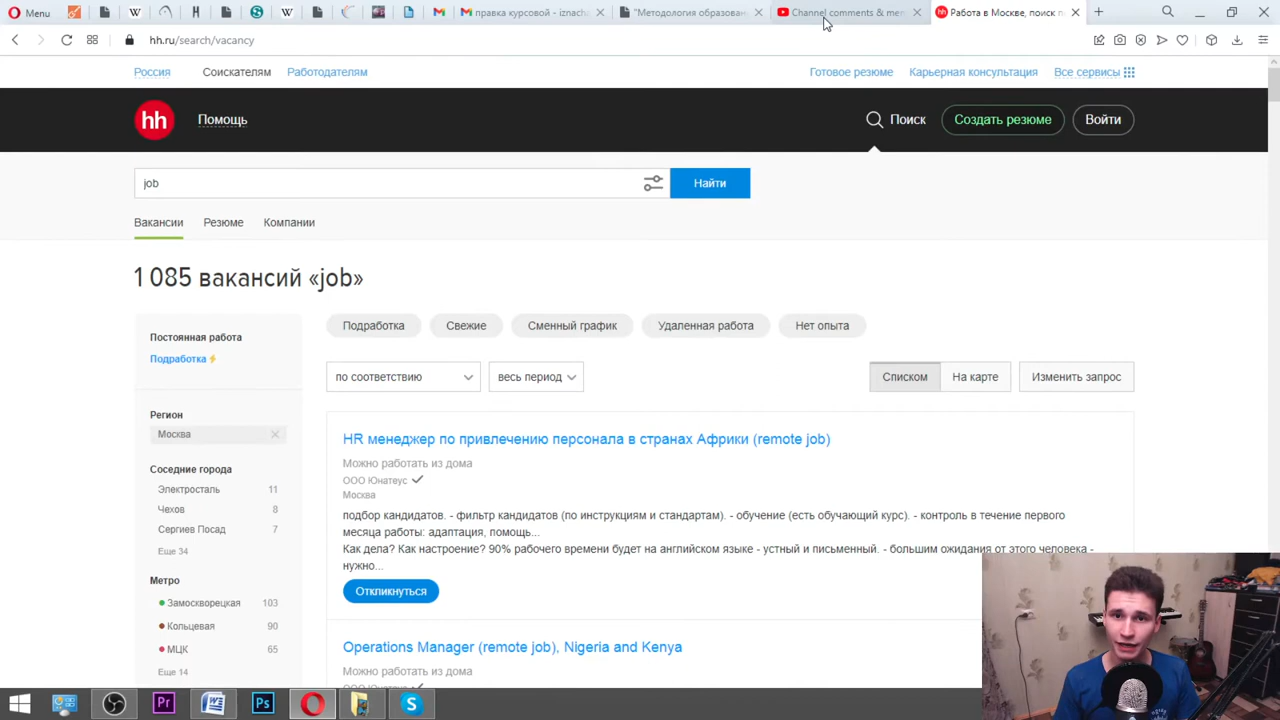 Menu
правка курсовой - iznach
"Методология образован
Channel comments & men
Работа в Москве, поиск п
hh.ru/search/vacancy
Россия Соискателям Работодателям Готовое резюме Карьерная консультация Все сервисы
hh Помощь Поиск Создать резюме Войти
job Найти
Вакансии Резюме Компании
1 085 вакансий «job»
Постоянная работа
Подработка
Регион
Москва
Соседние города
Электросталь 11
Чехов 8
Сергиев Посад 7
Еще 34
Метро
Замоскворецкая 103
Кольцевая 90
МЦК 65
Еще 14
Подработка Свежие Сменный график Удаленная работа Нет опыта
по соответствию весь период Списком На карте Изменить запрос
HR менеджер по привлечению персонала в странах Африки (remote job)
Можно работать из дома
ООО Юнатеус
Москва
подбор кандидатов. - фильтр кандидатов (по инструкциям и стандартам). - обучение (есть обучающий курс). - контроль в течение первого
месяца работы: адаптация, помощь...
Как дела? Как настроение? 90% рабочего времени будет на английском языке - устный и письменный. - большим ожидания от этого человека -
нужно...
Откликнуться
Operations Manager (remote job), Nigeria and Kenya
Можно работать из дома
Pr
W
Ps
S